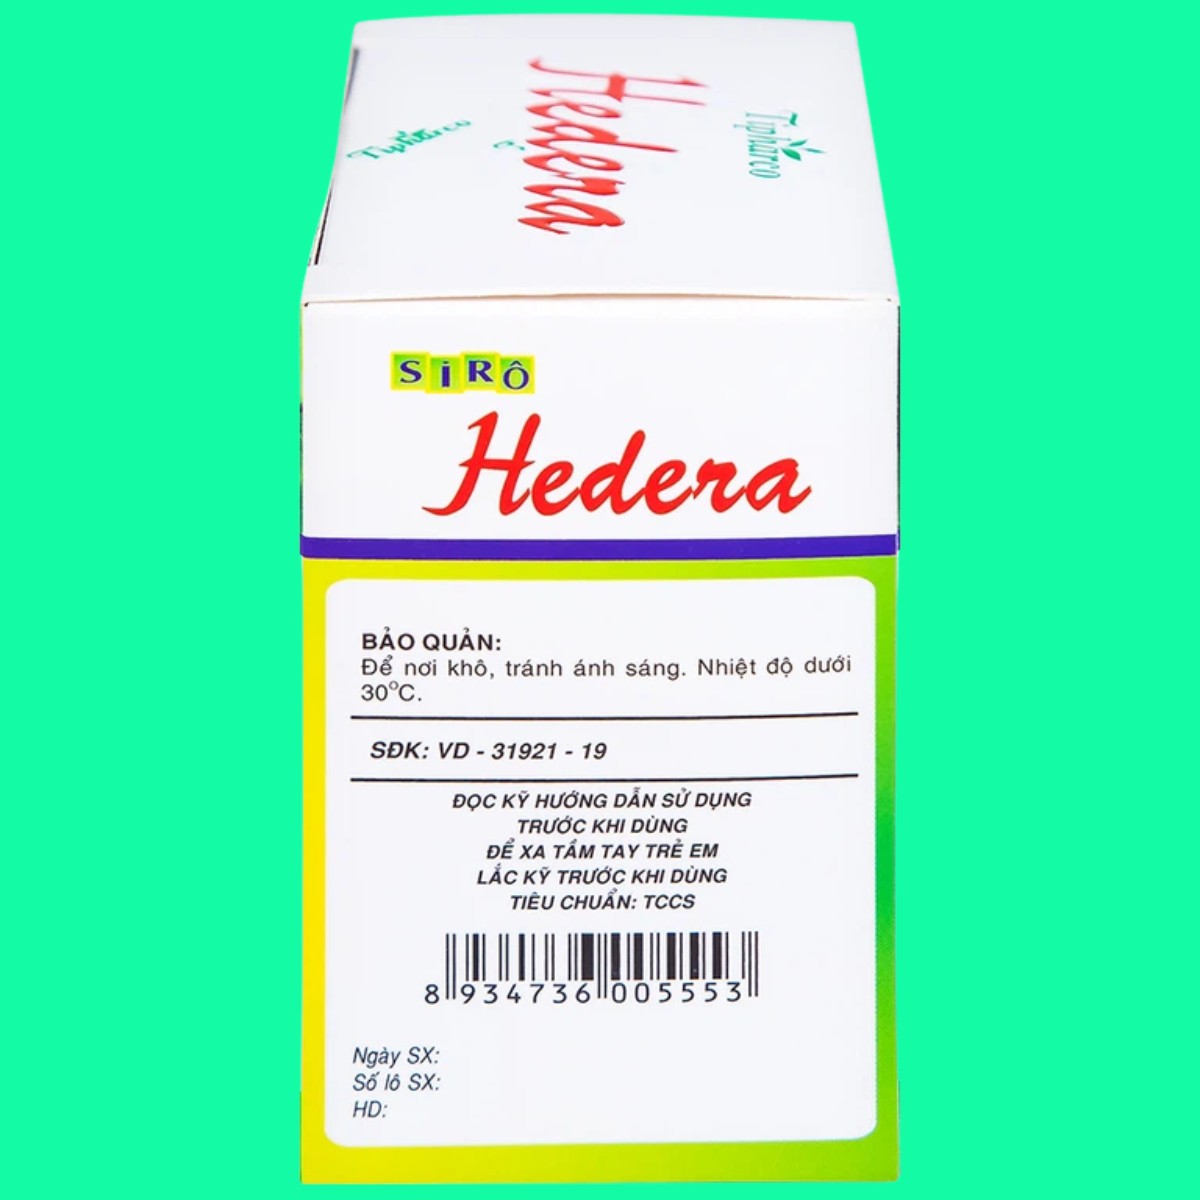 Hedera
Tipharco
Tipharco
SiRÔ
Hedera
BẢO QUẢN:
Để nơi khô, tránh ánh sáng. Nhiệt độ dưới
30°C.
SĐK: VD - 31921 - 19
ĐỌC KỸ HƯỚNG DẪN SỬ DỤNG
TRƯỚC KHI DÙNG
ĐỂ XA TẦM TAY TRẺ EM
LẮC KỸ TRƯỚC KHI DÙNG
TIÊU CHUẨN: TCCS
8 934736 005553
Ngày SX:
Số lô SX:
HD: